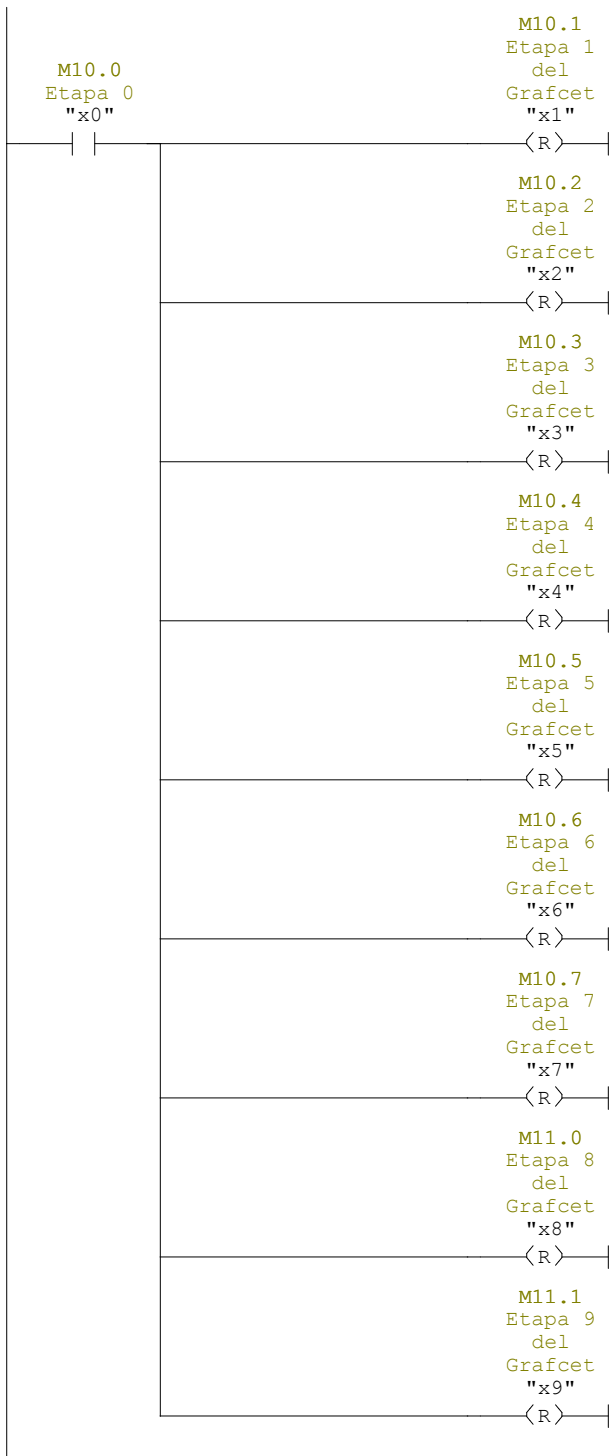 M10.1
Etapa 1
del
Grafcet
"x1"
M10.0
Etapa 0
"x0"
R
M10.2
Etapa 2
del
Grafcet
"x2"
R
M10.3
Etapa 3
del
Grafcet
"x3"
R
M10.4
Etapa 4
del
Grafcet
"x4"
R
M10.5
Etapa 5
del
Grafcet
"x5"
R
M10.6
Etapa 6
del
Grafcet
"x6"
R
M10.7
Etapa 7
del
Grafcet
"x7"
R
M11.0
Etapa 8
del
Grafcet
"x8"
R
M11.1
Etapa 9
del
Grafcet
"x9"
R